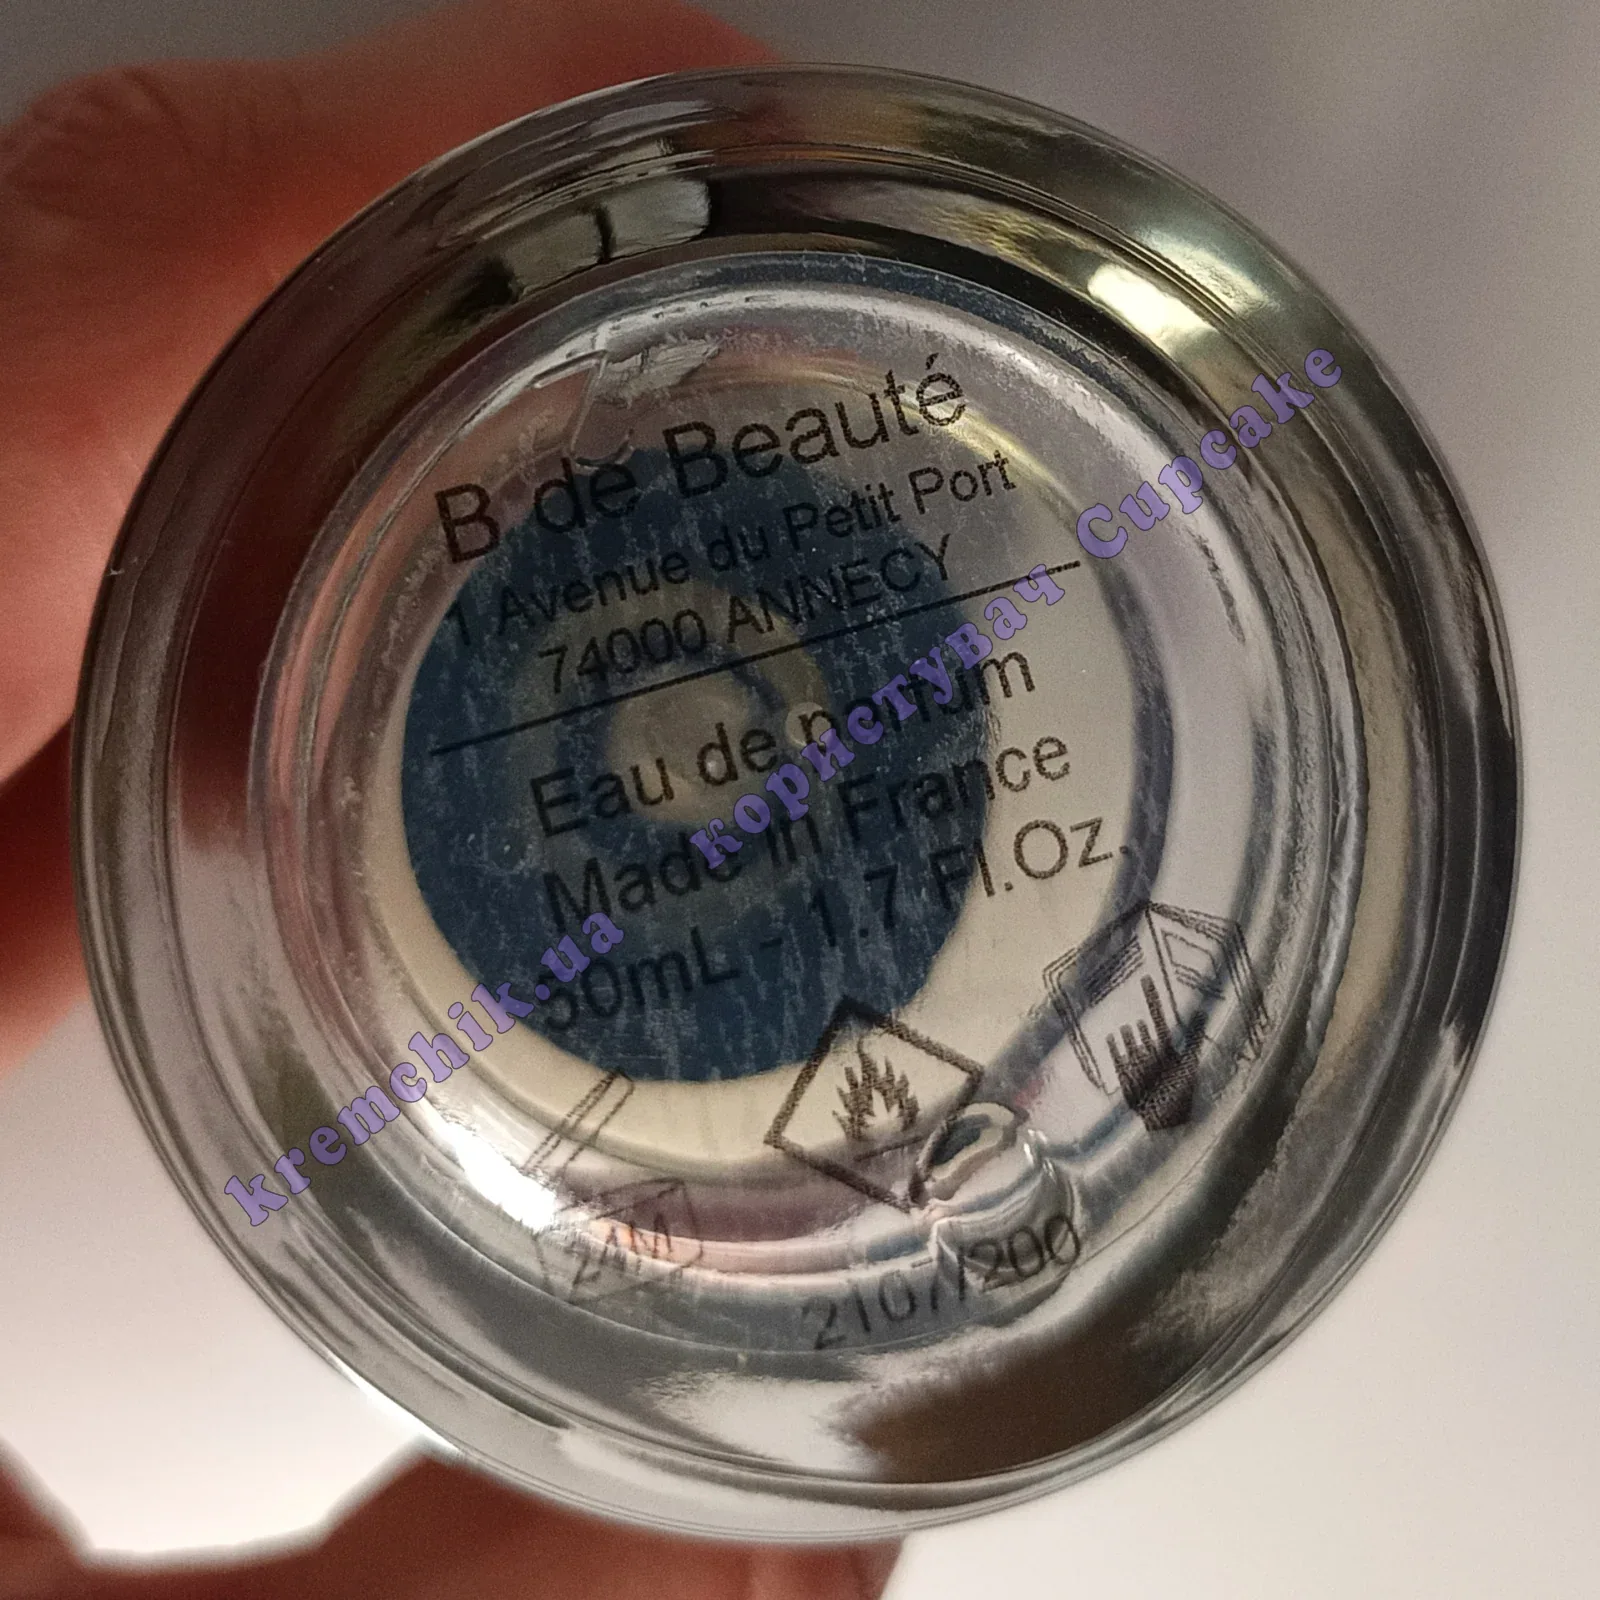 B de Beauté
1 Avenue du Petit Port
74000 ANNECY
Eau de parfum
Made in France
50mL - 1.7 Fl.Oz.
24M
2107/200
kremchik.ua користувач Cupcake